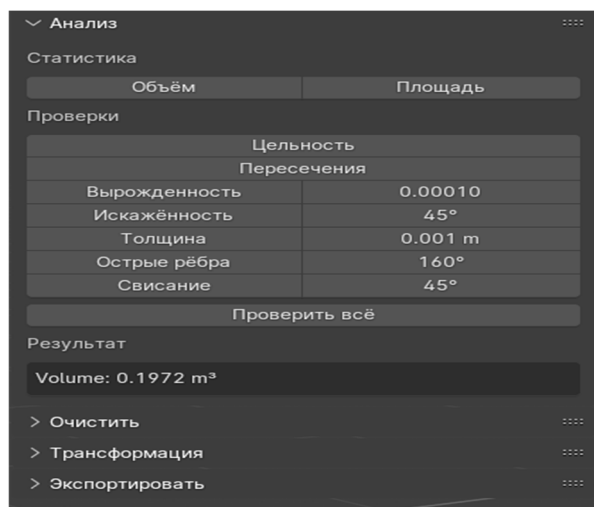 Анализ
Статистика
Объём Площадь
Проверки
Цельность
Пересечения
Вырожденность 0.00010
Искажённость 45°
Толщина 0.001 m
Острые рёбра 160°
Свисание 45°
Проверить всё
Результат
Volume: 0.1972 m³
Очистить
Трансформация
Экспортировать